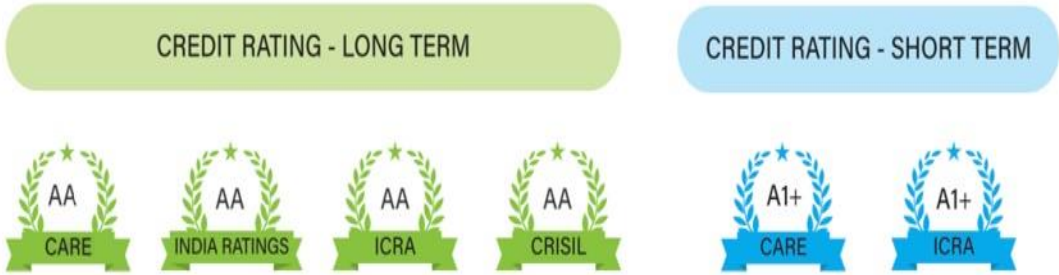 CREDIT RATING - LONG TERM
CREDIT RATING - SHORT TERM
AA
CARE
AA
INDIA RATINGS
AA
ICRA
AA
CRISIL
A1+
CARE
A1+
ICRA